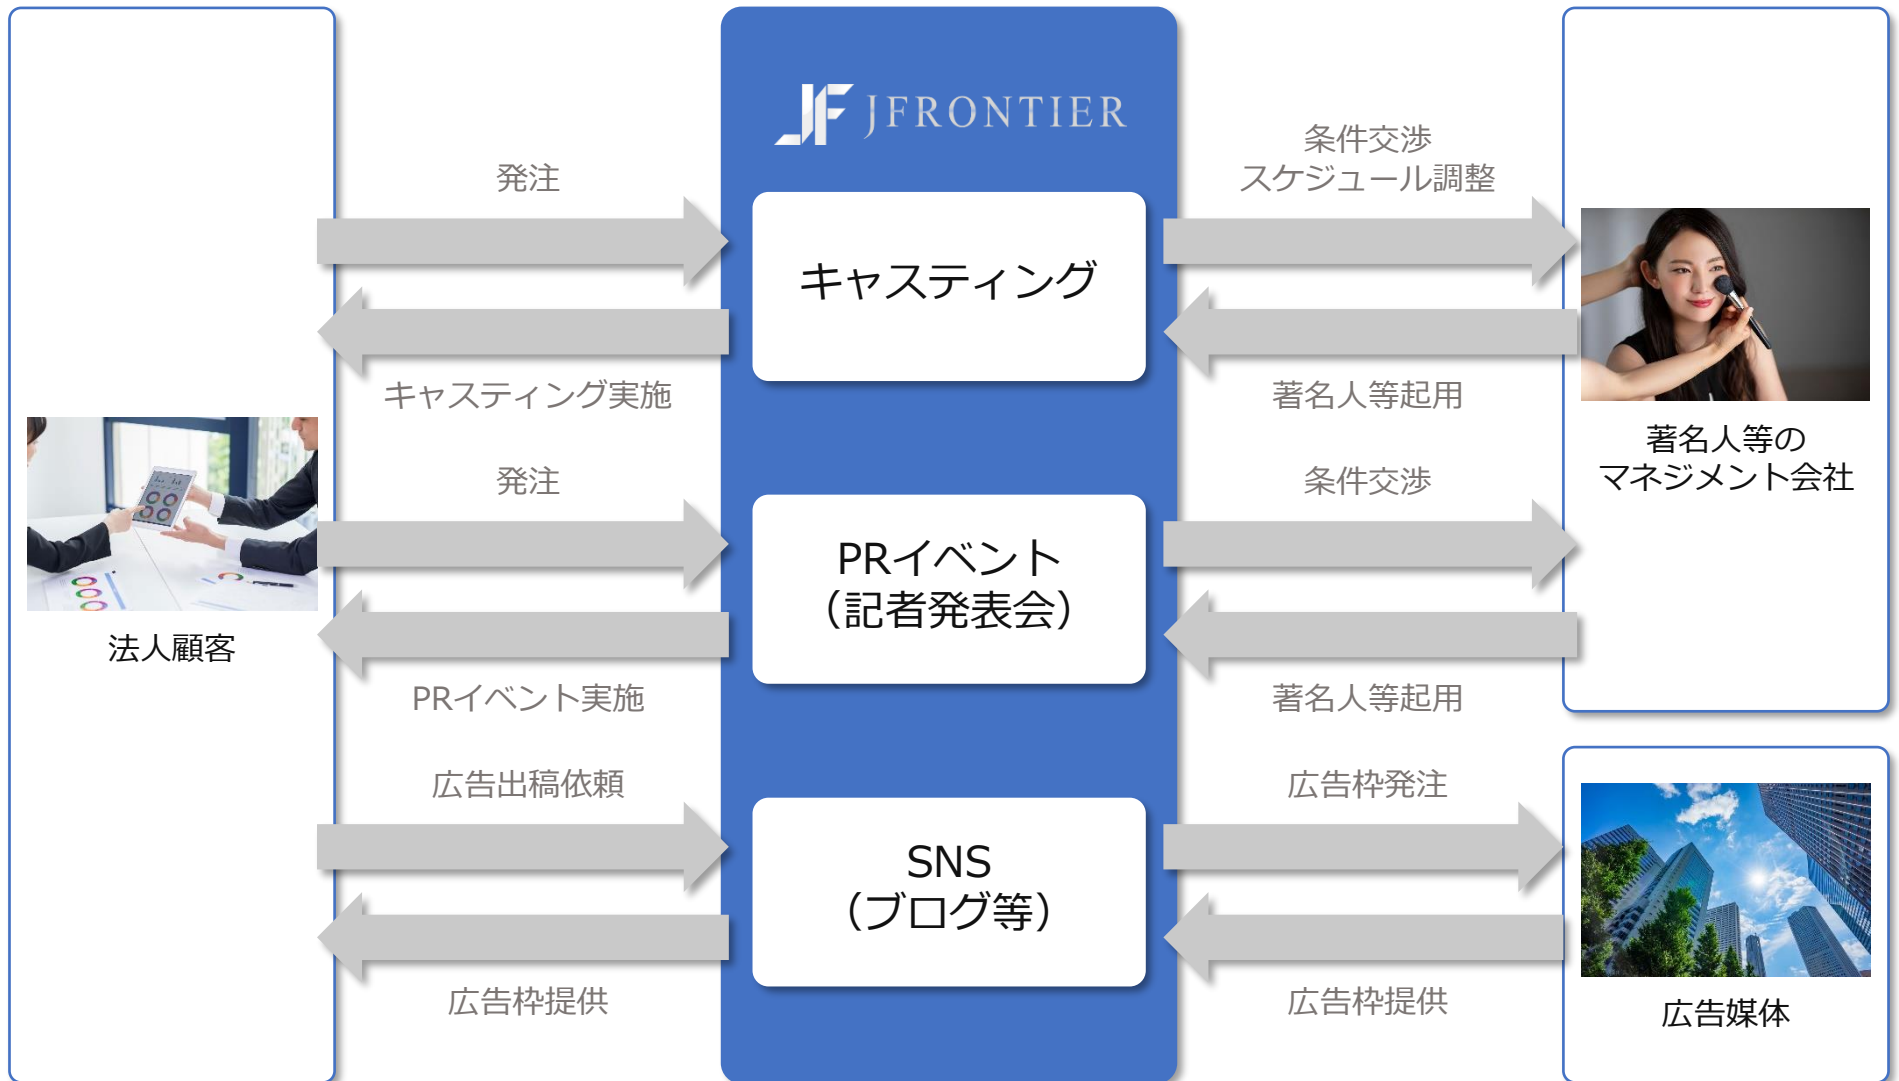 JF JFRONTIER
発注
キャスティング
キャスティング実施
条件交渉
スケジュール調整
著名人等起用
著名人等の
マネジメント会社
法人顧客
発注
PRイベント
（記者発表会）
PRイベント実施
条件交渉
著名人等起用
広告出稿依頼
SNS
（ブログ等）
広告枠提供
広告枠発注
広告枠提供
広告媒体